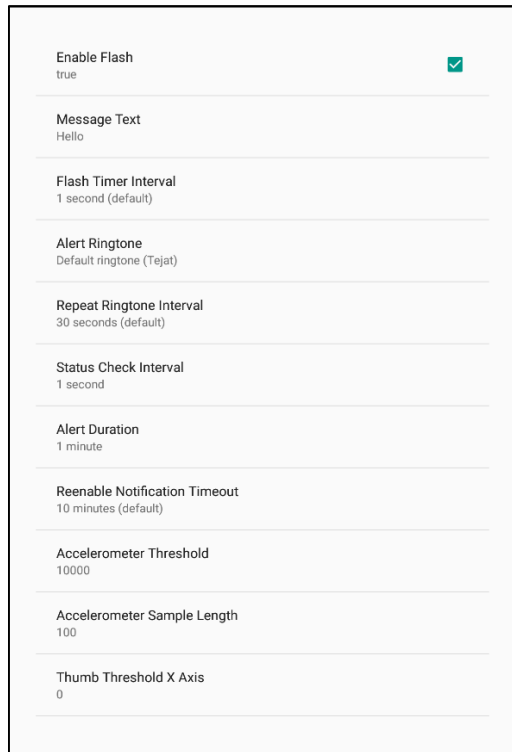 Enable Flash
true
Message Text
Hello
Flash Timer Interval
1 second (default)
Alert Ringtone
Default ringtone (Tejat)
Repeat Ringtone Interval
30 seconds (default)
Status Check Interval
1 second
Alert Duration
1 minute
Reenable Notification Timeout
10 minutes (default)
Accelerometer Threshold
10000
Accelerometer Sample Length
100
Thumb Threshold X Axis
0